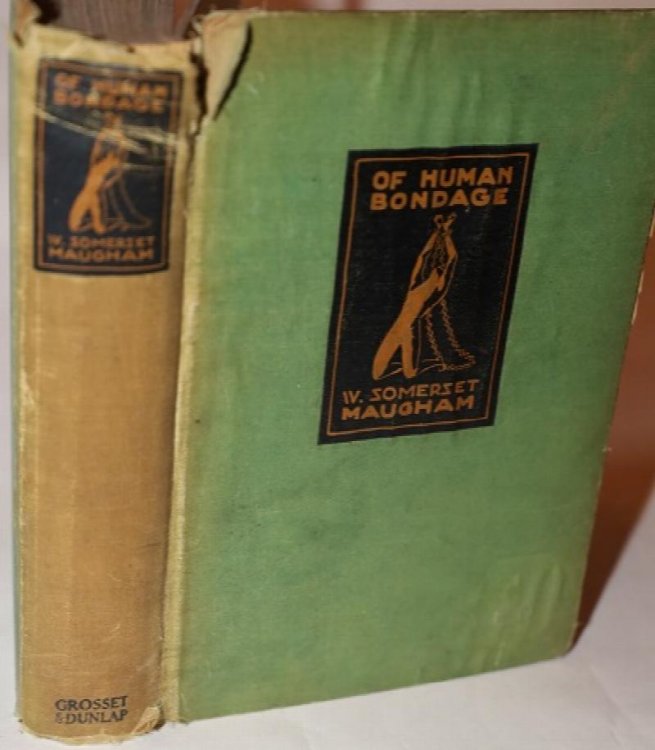 OF HUMAN
BONDAGE
W. SOMERSET
MAUGHAM
GROSSET
& DUNLAP
OF HUMAN
BONDAGE
W. SOMERSET
MAUGHAM